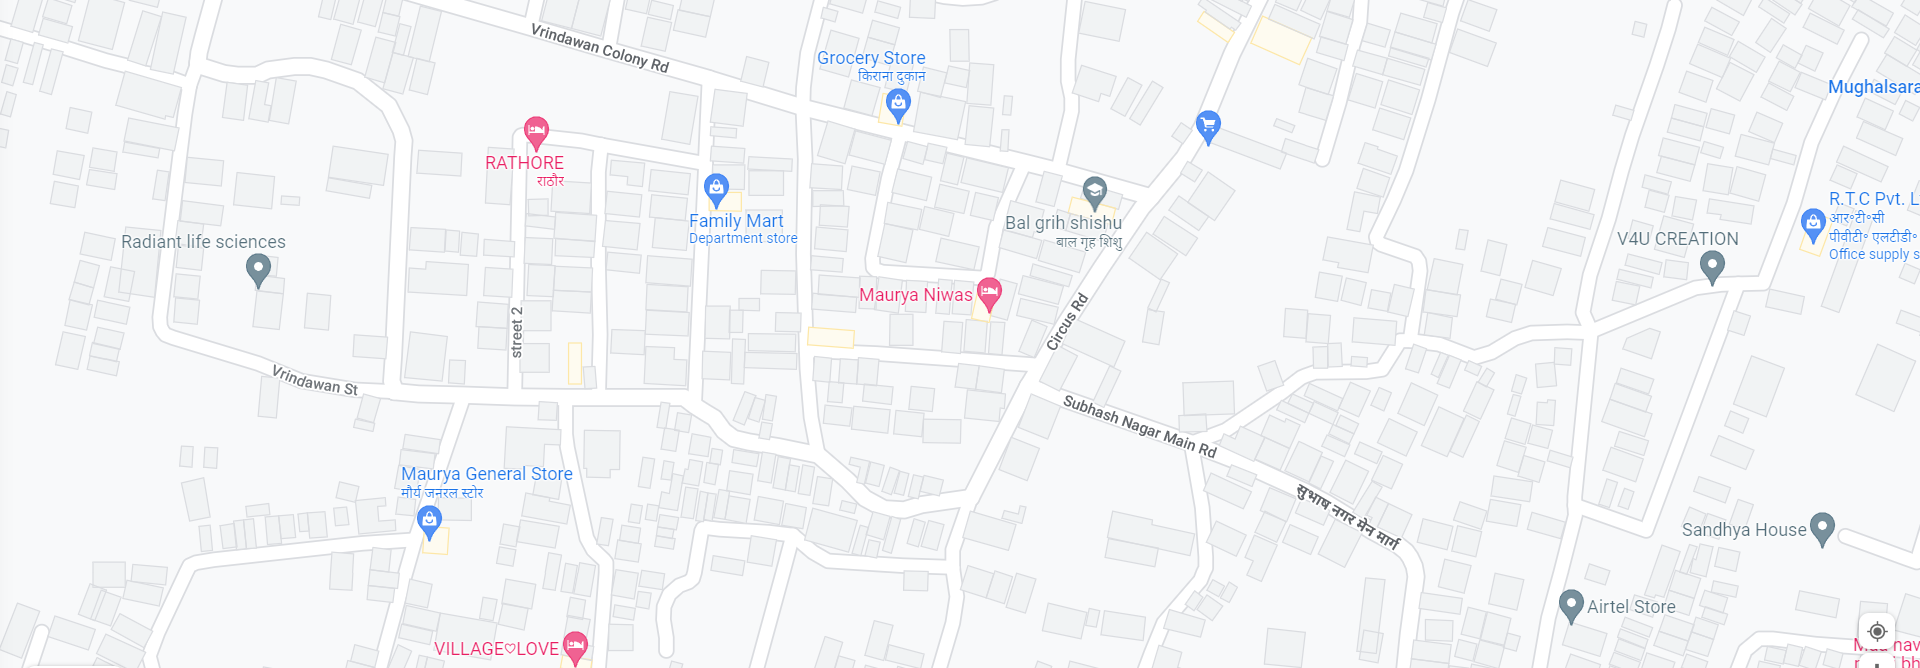 Vrindawan Colony Rd
Grocery Store
किराना दुकान
Mughalsara
RATHORE
राठौर
Family Mart
Department store
Bal grih shishu
बाल गृह शिशु
R.T.C Pvt. L
आर॰टी॰सी
पीवीटी॰ एलटीडी॰
Office supply s
Radiant life sciences
V4U CREATION
Maurya Niwas
Circus Rd
street 2
Vrindawan St
Subhash Nagar Main Rd
Maurya General Store
मौर्य जनरल स्टोर
सुभाष नगर मेन मार्ग
Sandhya House
Airtel Store
VILLAGE♡LOVE